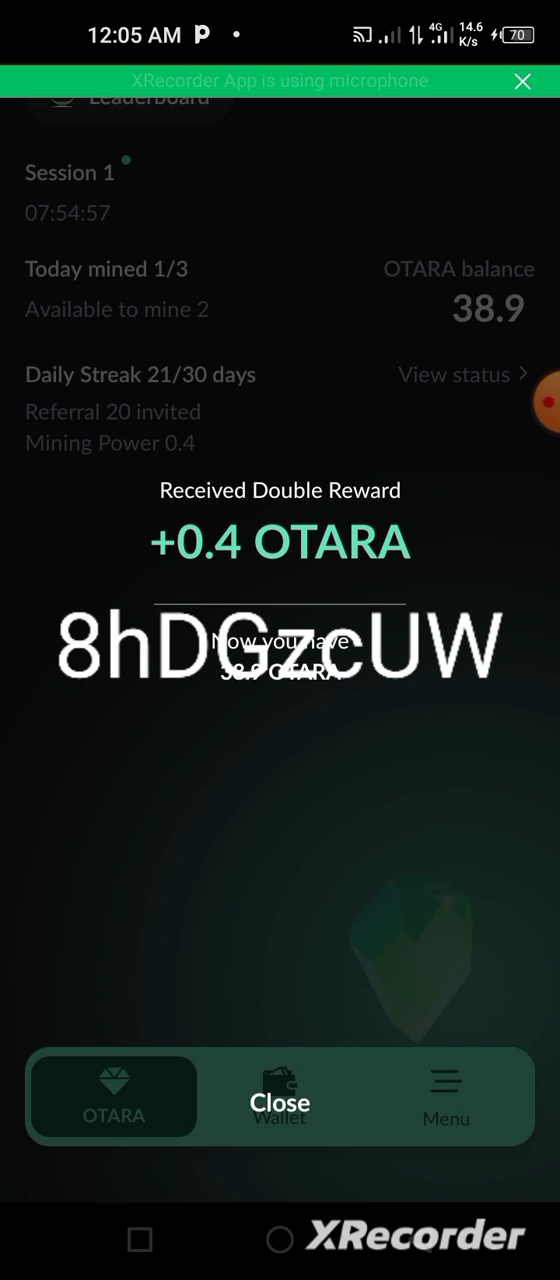 12:05 AM
4G
14.6 K/s
70
XRecorder App is using microphone
Leaderboard
Session 1
07:54:57
Today mined 1/3
OTARA balance
Available to mine 2
38.9
Daily Streak 21/30 days
View status
Referral 20 invited
Mining Power 0.4
Received Double Reward
+0.4 OTARA
Now you have
8hDGzcUW
38.9 OTARA
OTARA
Close
Wallet
Menu
XRecorder